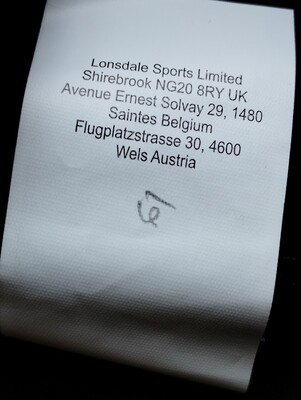 Lonsdale Sports Limited
Shirebrook NG20 8RY UK
Avenue Ernest Solvay 29, 1480
Saintes Belgium
Flugplatzstrasse 30, 4600
Wels Austria
67